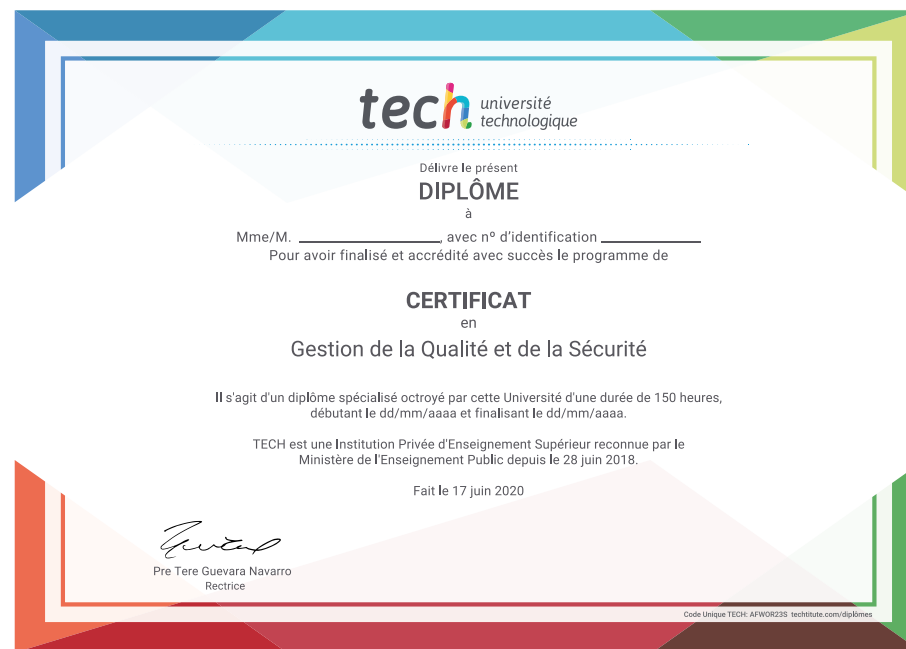 tech université
technologique
Délivre le présent
DIPLÔME
à
Mme/M. ____________________, avec nº d'identification ______________
Pour avoir finalisé et accrédité avec succès le programme de
CERTIFICAT
en
Gestion de la Qualité et de la Sécurité
Il s'agit d'un diplôme spécialisé octroyé par cette Université d'une durée de 150 heures,
débutant le dd/mm/aaaa et finalisant le dd/mm/aaaa.
TECH est une Institution Privée d'Enseignement Supérieur reconnue par le
Ministère de l'Enseignement Public depuis le 28 juin 2018.
Fait le 17 juin 2020
Pre Tere Guevara Navarro
Rectrice
Code Unique TECH: AFWOR23S techtitute.com/diplômes